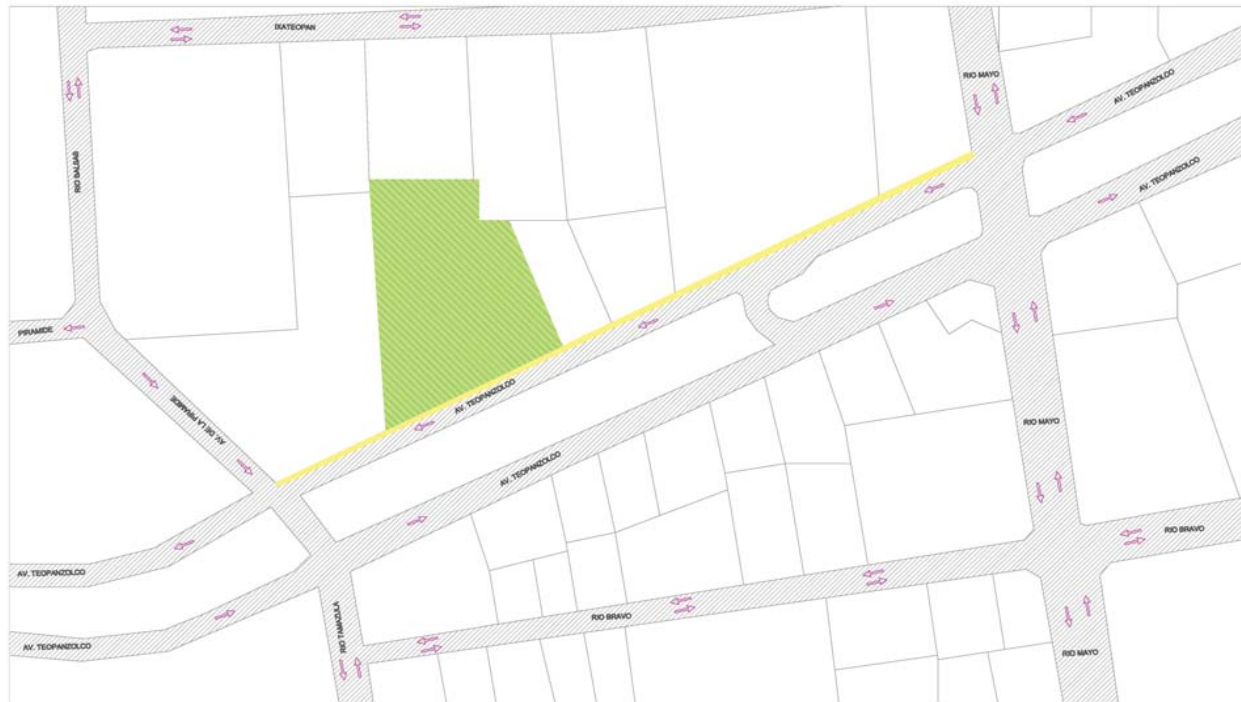 IXATEOPAN
RIO MAYO
AV. TEOPANZOLCO
RIO BALSAS
AV. TEOPANZOLCO
PIRAMIDE
AV. DE LA PIRAMIDE
AV. TEOPANZOLCO
RIO MAYO
AV. TEOPANZOLCO
RIO BRAVO
AV. TEOPANZOLCO
RIO BRAVO
RIO TAMAZULA
AV. TEOPANZOLCO
RIO MAYO